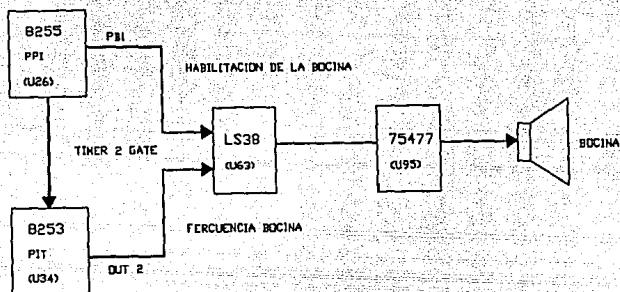 8255
PPI
(U26)
PB1
HABILITACION DE LA BOCINA
LS38
(U63)
75477
(U95)
BOCINA
TIMER 2 GATE
8253
PIT
(U34)
OUT 2
FERCUENCIA BOCINA